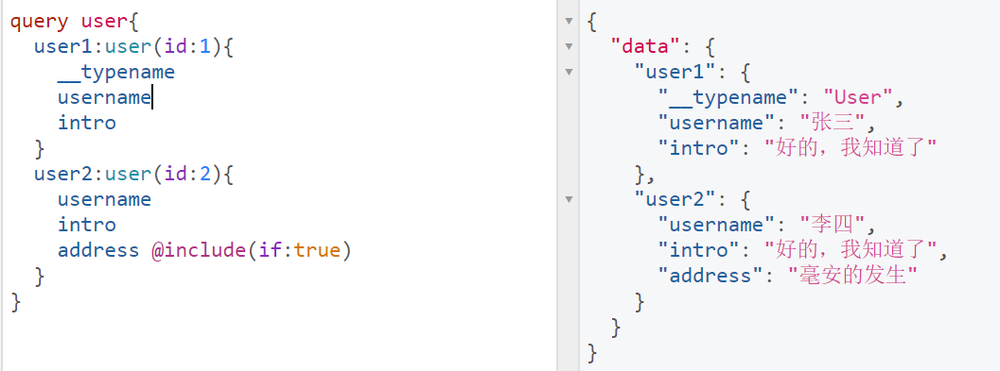 query user{
user1:user(id:1){
__typename
username
intro
}
user2:user(id:2){
username
intro
address @include(if:true)
}
}
{
"data": {
"user1": {
"__typename": "User",
"username": "张三",
"intro": "好的，我知道了"
},
"user2": {
"username": "李四",
"intro": "好的，我知道了",
"address": "毫安的发生"
}
}
}